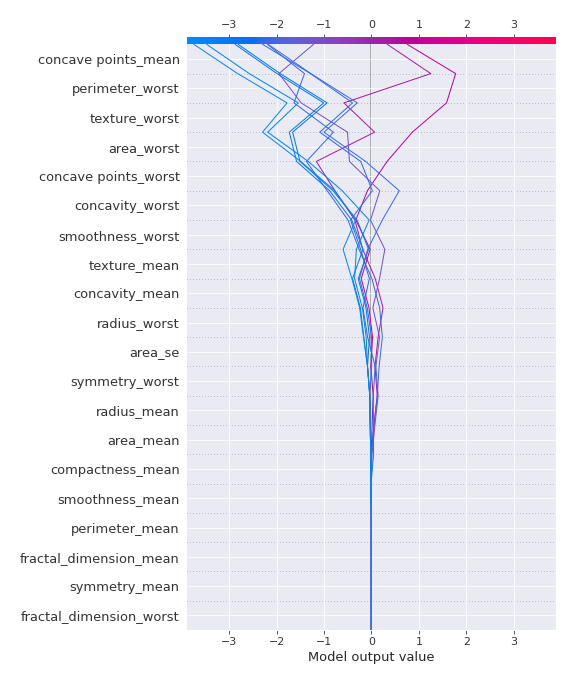 −3 −2 −1 0 1 2 3
concave points_mean
perimeter_worst
texture_worst
area_worst
concave points_worst
concavity_worst
smoothness_worst
texture_mean
concavity_mean
radius_worst
area_se
symmetry_worst
radius_mean
area_mean
compactness_mean
smoothness_mean
perimeter_mean
fractal_dimension_mean
symmetry_mean
fractal_dimension_worst
−3 −2 −1 0 1 2 3
Model output value